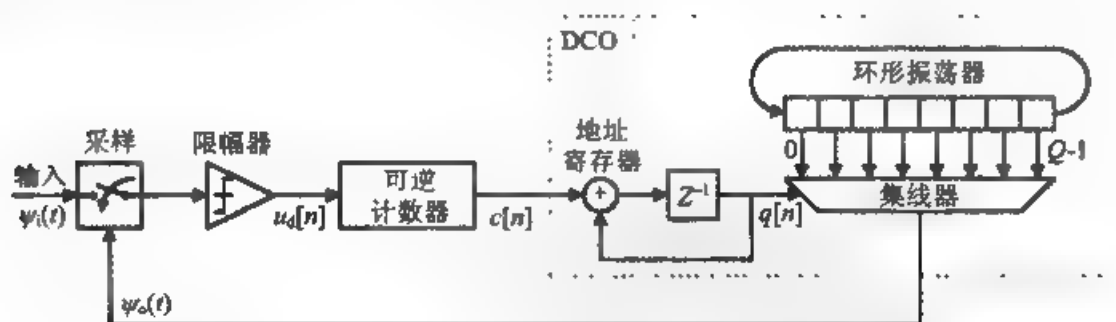 DCO
环形振荡器
采样
限幅器
地址
寄存器
0
Q-1
输入
可逆
计数器
+
Z⁻¹
集线器
ψᵢ(t)
u_d[n]
c[n]
q[n]
ψₒ(t)